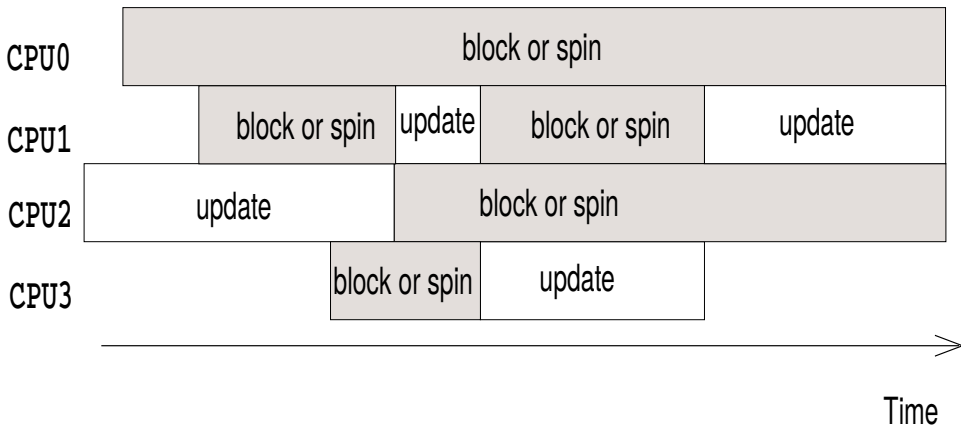 CPU0 block or spin
CPU1 block or spin update block or spin update
CPU2 update block or spin
CPU3 block or spin update
Time